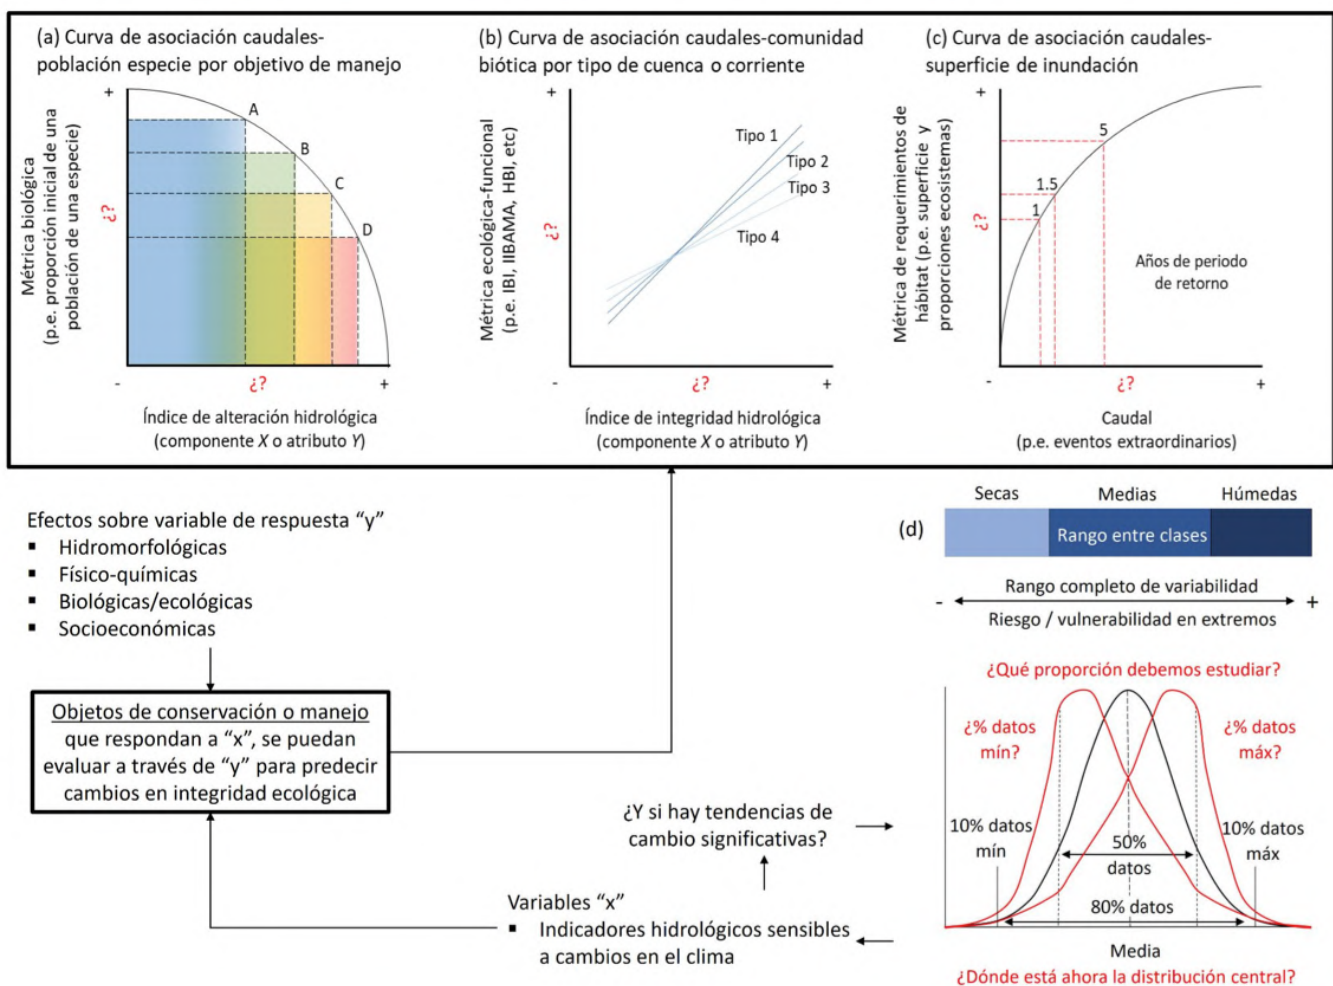 (a) Curva de asociación caudales-
población especie por objetivo de manejo
Métrica biológica
(p.e. proporción inicial de una
población de una especie)
¿?
+
A
B
C
D
-
¿?
+
Índice de alteración hidrológica
(componente X o atributo Y)
(b) Curva de asociación caudales-comunidad
biótica por tipo de cuenca o corriente
Métrica ecológica-funcional
(p.e. IBI, IIBAMA, HBI, etc)
¿?
+
Tipo 1
Tipo 2
Tipo 3
Tipo 4
-
¿?
+
Índice de integridad hidrológica
(componente X o atributo Y)
(c) Curva de asociación caudales-
superficie de inundación
Métrica de requerimientos de
hábitat (p.e. superficie y
proporciones ecosistemas)
¿?
+
5
1.5
1
Años de periodo
de retorno
-
¿?
+
Caudal
(p.e. eventos extraordinarios)
Efectos sobre variable de respuesta “y”
▪ Hidromorfológicas
▪ Físico-químicas
▪ Biológicas/ecológicas
▪ Socioeconómicas
Objetos de conservación o manejo
que respondan a “x”, se puedan
evaluar a través de “y” para predecir
cambios en integridad ecológica
¿Y si hay tendencias de
cambio significativas?
Variables “x”
▪ Indicadores hidrológicos sensibles
a cambios en el clima
(d)
Secas
Medias
Húmedas
Rango entre clases
Rango completo de variabilidad
- +
Riesgo / vulnerabilidad en extremos
¿Qué proporción debemos estudiar?
¿% datos
mín?
¿% datos
máx?
10% datos
mín
10% datos
máx
50%
datos
80% datos
Media
¿Dónde está ahora la distribución central?